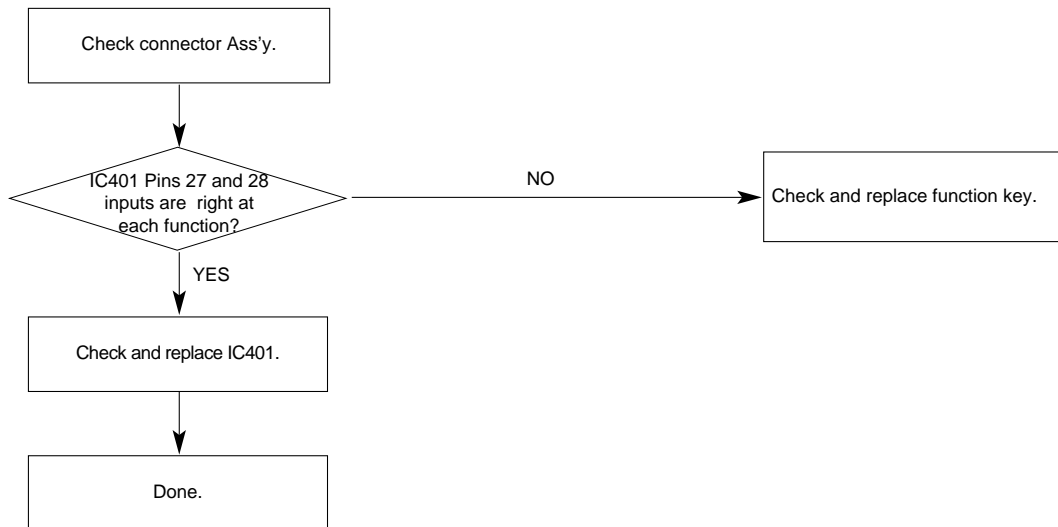 Check connector Ass'y.
IC401 Pins 27 and 28
inputs are right at
each function?
NO
Check and replace function key.
YES
Check and replace IC401.
Done.